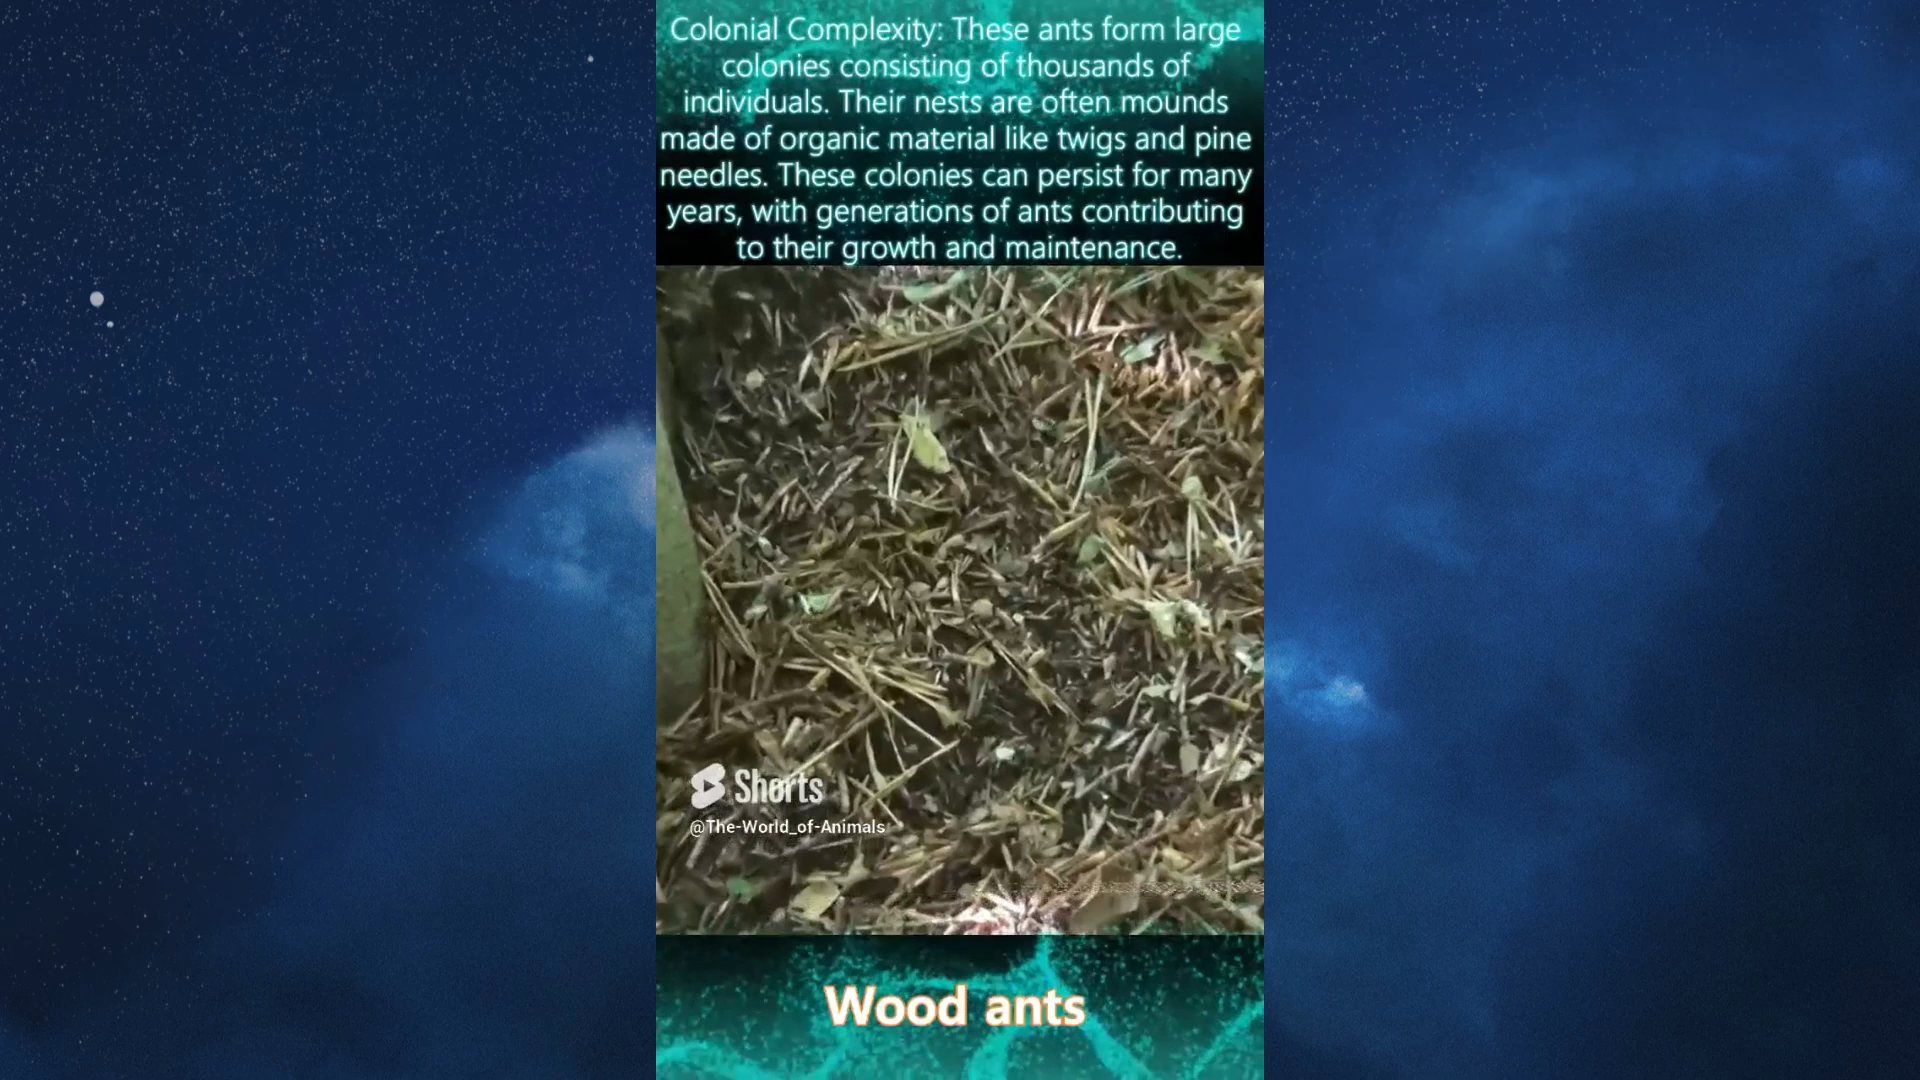 Colonial Complexity: These ants form large
colonies consisting of thousands of
individuals. Their nests are often mounds
made of organic material like twigs and pine
needles. These colonies can persist for many
years, with generations of ants contributing
to their growth and maintenance.
Shorts
@The-World_of-Animals
Wood ants